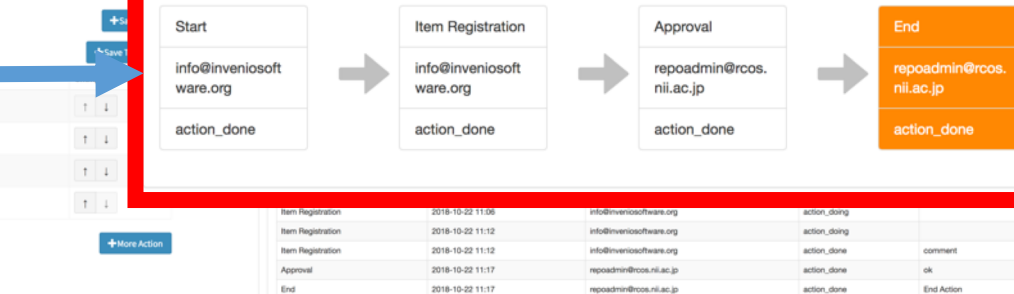 Start
info@inveniosoft
ware.org
action_done
Item Registration
info@inveniosoft
ware.org
action_done
Approval
repoadmin@rcos.
nii.ac.jp
action_done
End
repoadmin@rcos.
nii.ac.jp
action_done
↑ ↓
↑ ↓
↑ ↓
↑ ↓
+More Action
Item Registration 2018-10-22 11:06 info@inveniosoftware.org action_doing
Item Registration 2018-10-22 11:12 info@inveniosoftware.org action_doing
Item Registration 2018-10-22 11:12 info@inveniosoftware.org action_done comment
Approval 2018-10-22 11:17 repoadmin@rcos.nii.ac.jp action_done ok
End 2018-10-22 11:17 repoadmin@rcos.nii.ac.jp action_done End Action